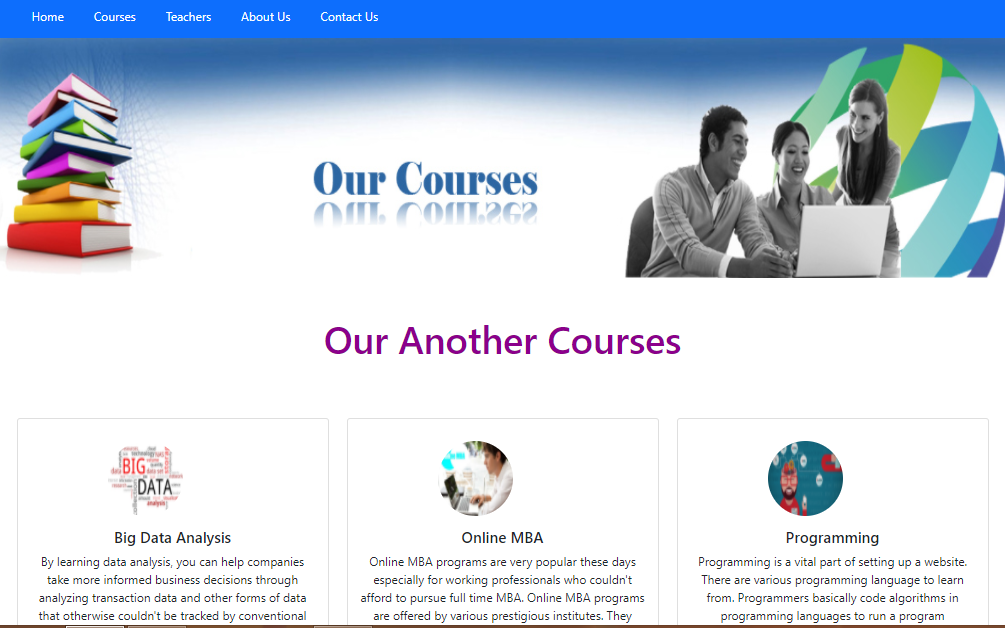 Home Courses Teachers About Us Contact Us
Our Courses
Our Another Courses
BIG
DATA
analysis
Big Data Analysis
By learning data analysis, you can help companies
take more informed business decisions through
analyzing transaction data and other forms of data
that otherwise couldn't be tracked by conventional
Online MBA
Online MBA programs are very popular these days
especially for working professionals who couldn't
afford to pursue full time MBA. Online MBA programs
are offered by various prestigious institutes. They
Programming
Programming is a vital part of setting up a website.
There are various programming language to learn
from. Programmers basically code algorithms in
programming languages to run a program